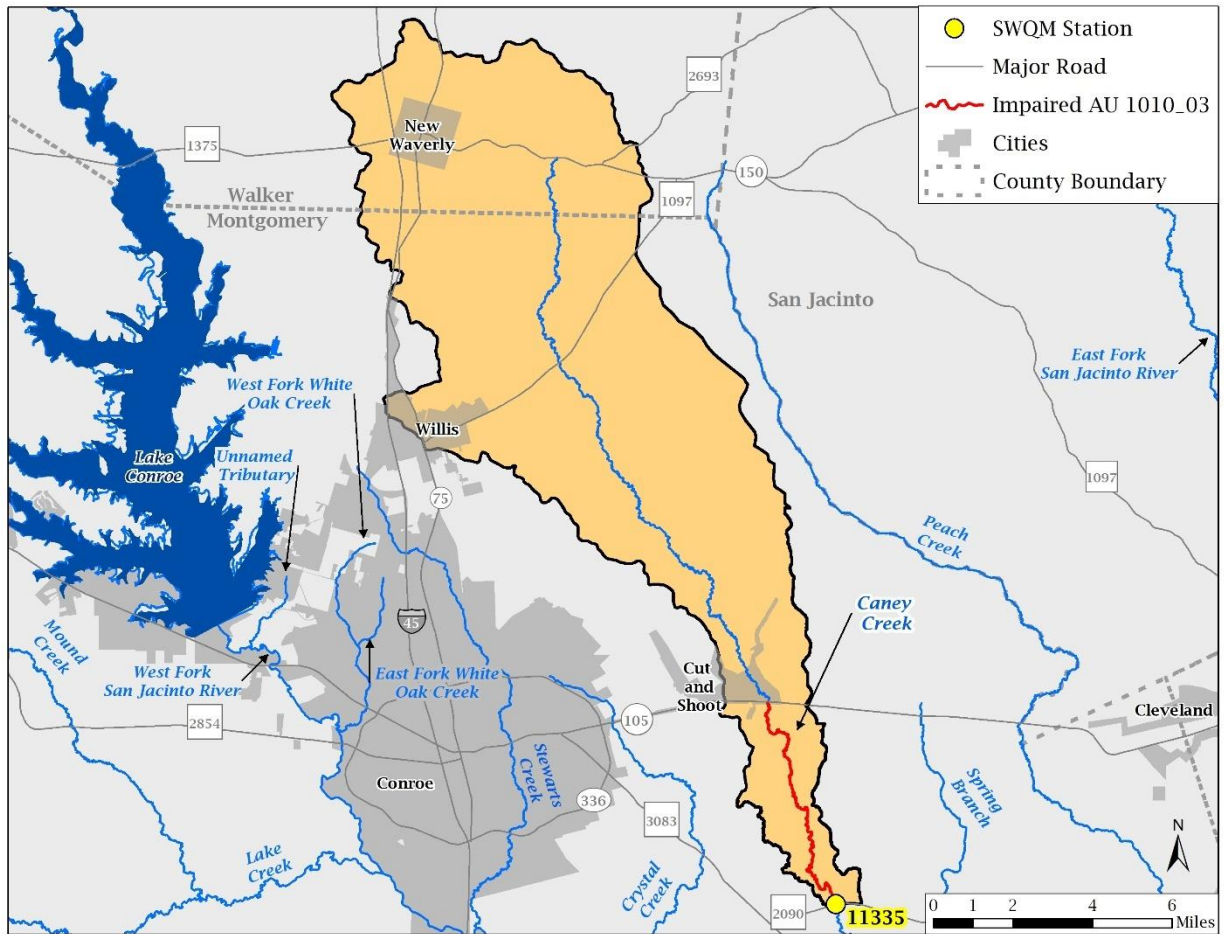 SWQM Station
Major Road
Impaired AU 1010_03
Cities
County Boundary
2693
New
Waverly
1375
150
Walker
Montgomery
1097
San Jacinto
East Fork
San Jacinto River
West Fork White
Oak Creek
Willis
Lake
Conroe
Unnamed
Tributary
75
1097
Peach
Creek
Caney
Creek
45
Mound
Creek
West Fork
San Jacinto River
East Fork White
Oak Creek
Cut
and
Shoot
2854
105
Cleveland
Conroe
Stewarts
Creek
336
3083
Spring
Branch
N
Lake
Creek
Crystal
Creek
2090
11335
0 1 2 4 6
Miles